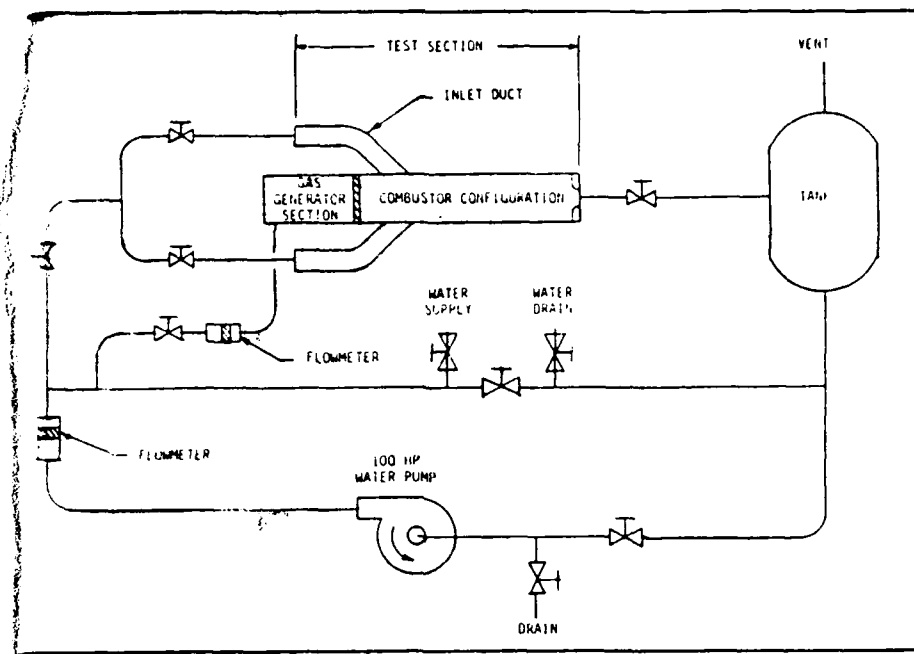 TEST SECTION
VENT
INLET DUCT
GAS
GENERATOR
SECTION
COMBUSTOR CONFIGURATION
TANK
WATER
SUPPLY
WATER
DRAIN
FLOWMETER
FLOWMETER
100 HP
WATER PUMP
DRAIN